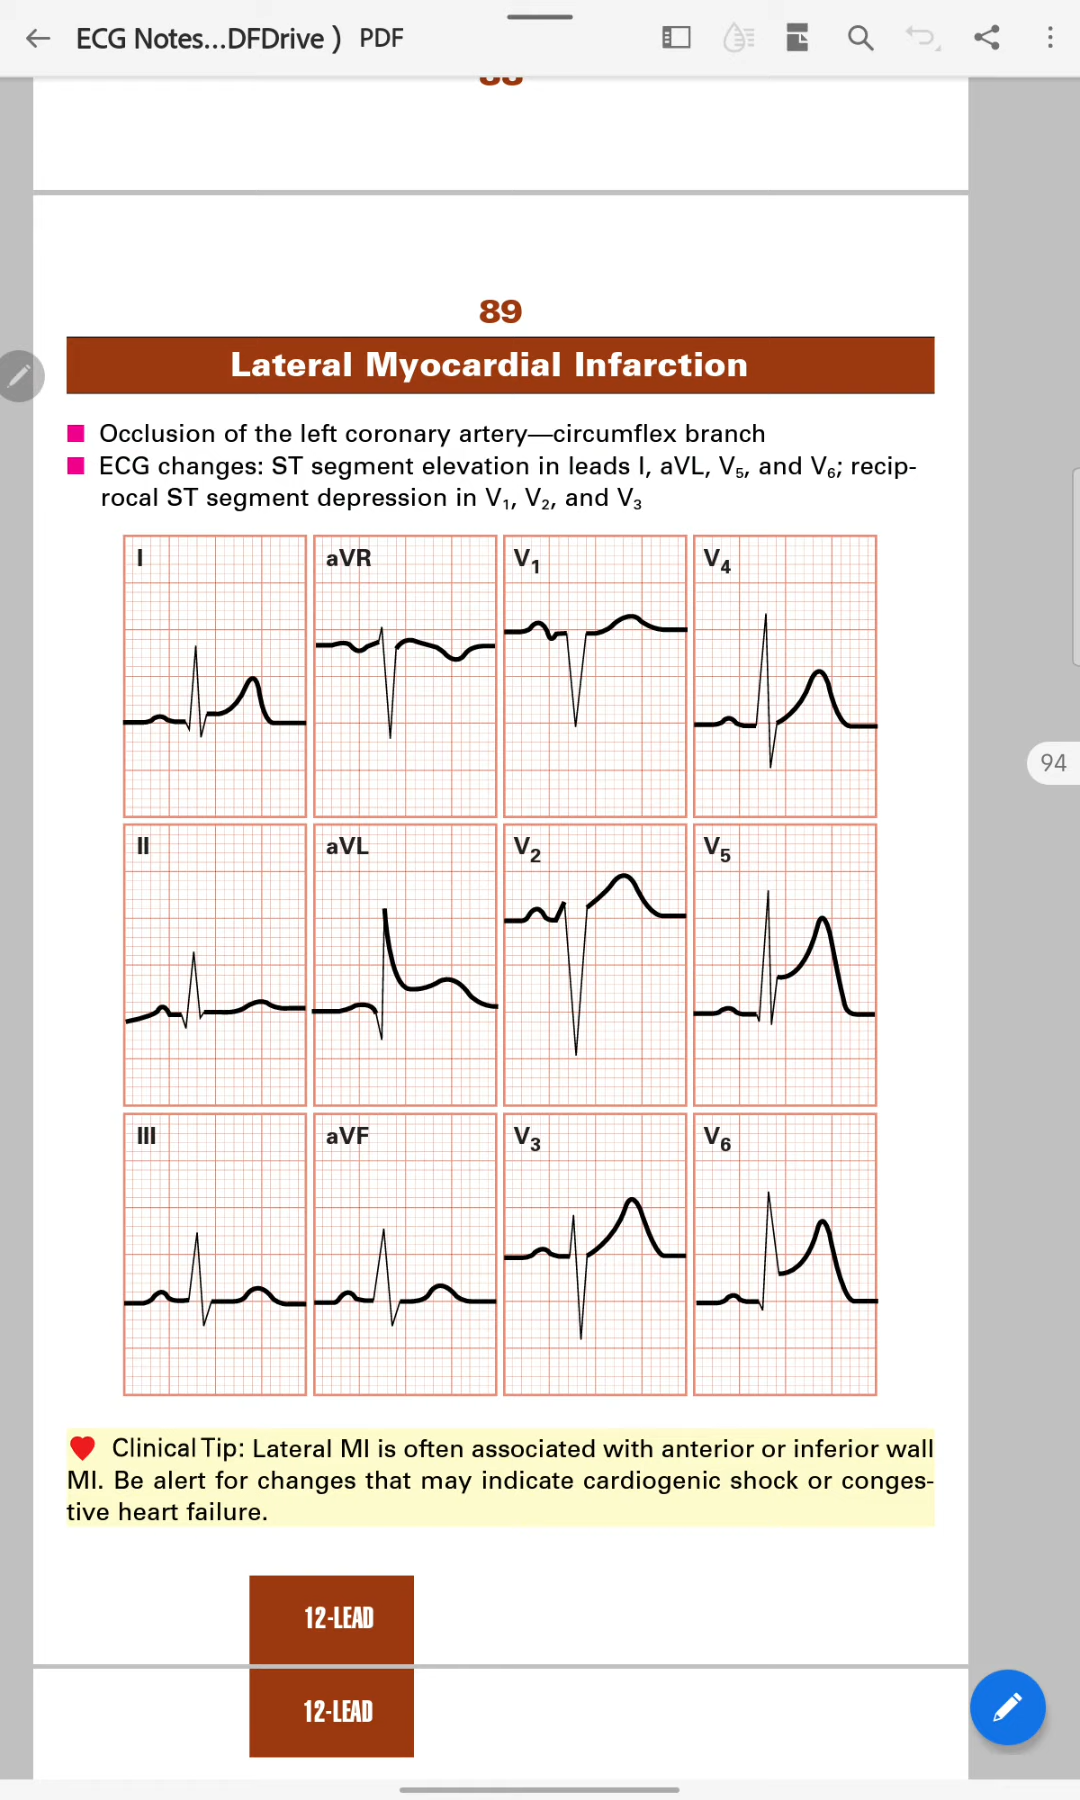 ECG Notes...DFDrive ) PDF
89
Lateral Myocardial Infarction
Occlusion of the left coronary artery—circumflex branch
ECG changes: ST segment elevation in leads I, aVL, V5, and V6; recip-
rocal ST segment depression in V1, V2, and V3
I aVR V1 V4
94
II aVL V2 V5
III aVF V3 V6
Clinical Tip: Lateral MI is often associated with anterior or inferior wall
MI. Be alert for changes that may indicate cardiogenic shock or conges-
tive heart failure.
12-LEAD
12-LEAD